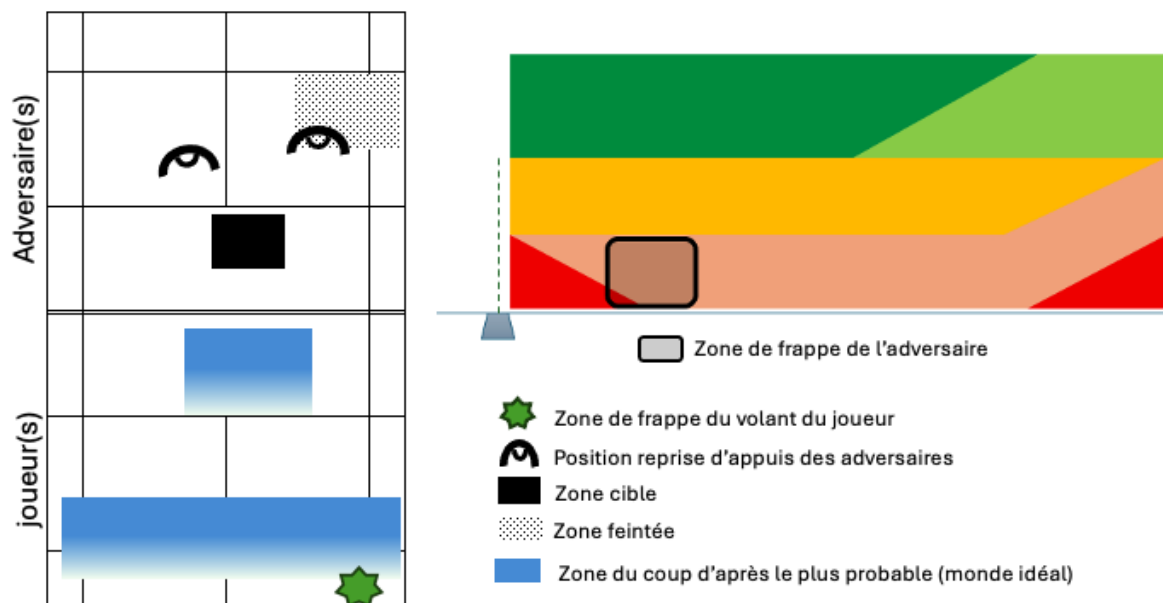 Adversaire(s)
joueur(s)
Zone de frappe de l'adversaire
Zone de frappe du volant du joueur
Position reprise d'appuis des adversaires
Zone cible
Zone feintée
Zone du coup d'après le plus probable (monde idéal)